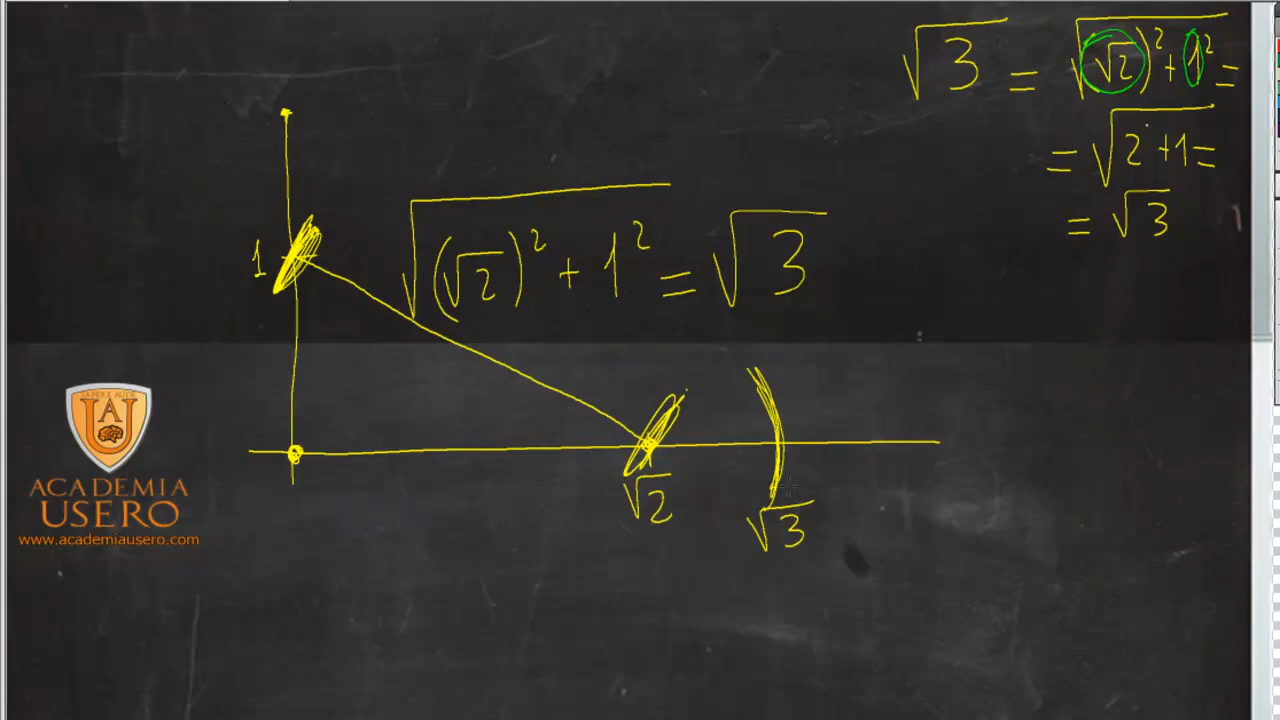 √3 = √((√2)² + 1²) =
= √(2 + 1) =
= √3
1
√((√2)² + 1²) = √3
√2
√3
SAPERE AUDE
UA
ACADEMIA
USERO
www.academiausero.com